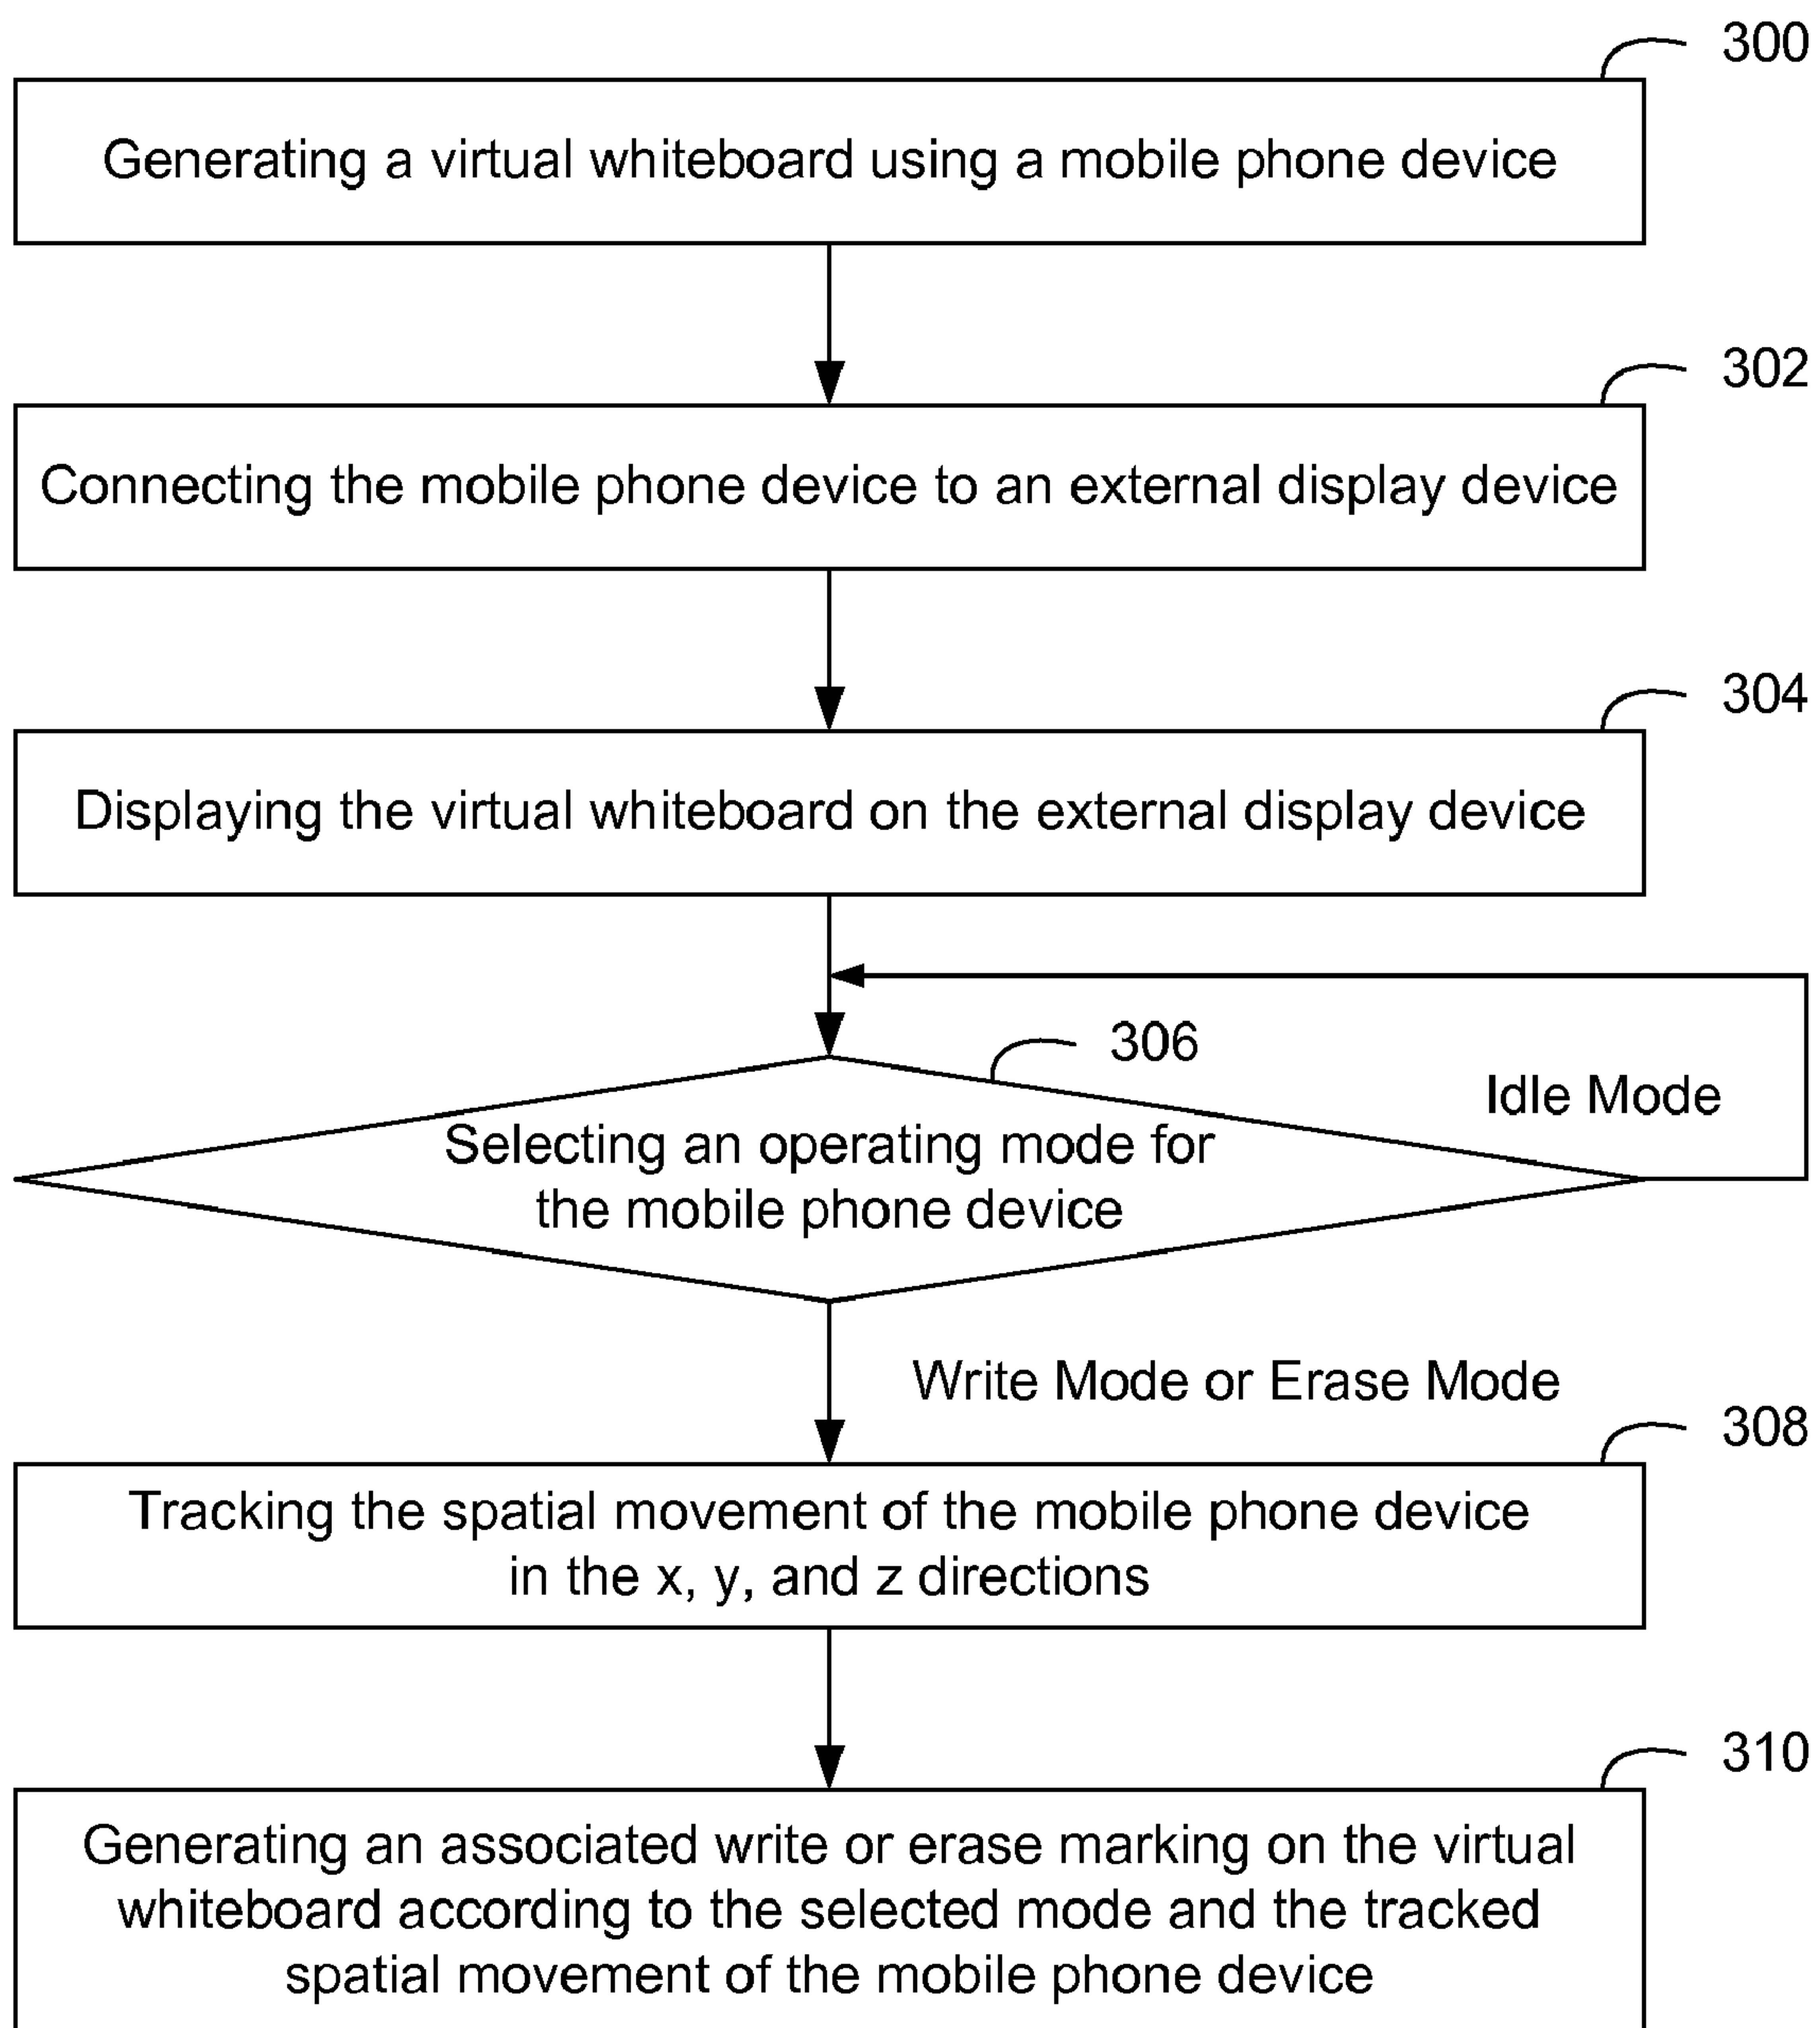 300
Generating a virtual whiteboard using a mobile phone device
302
Connecting the mobile phone device to an external display device
304
Displaying the virtual whiteboard on the external display device
306
Idle Mode
Selecting an operating mode for
the mobile phone device
Write Mode or Erase Mode
308
Tracking the spatial movement of the mobile phone device
in the x, y, and z directions
310
Generating an associated write or erase marking on the virtual
whiteboard according to the selected mode and the tracked
spatial movement of the mobile phone device